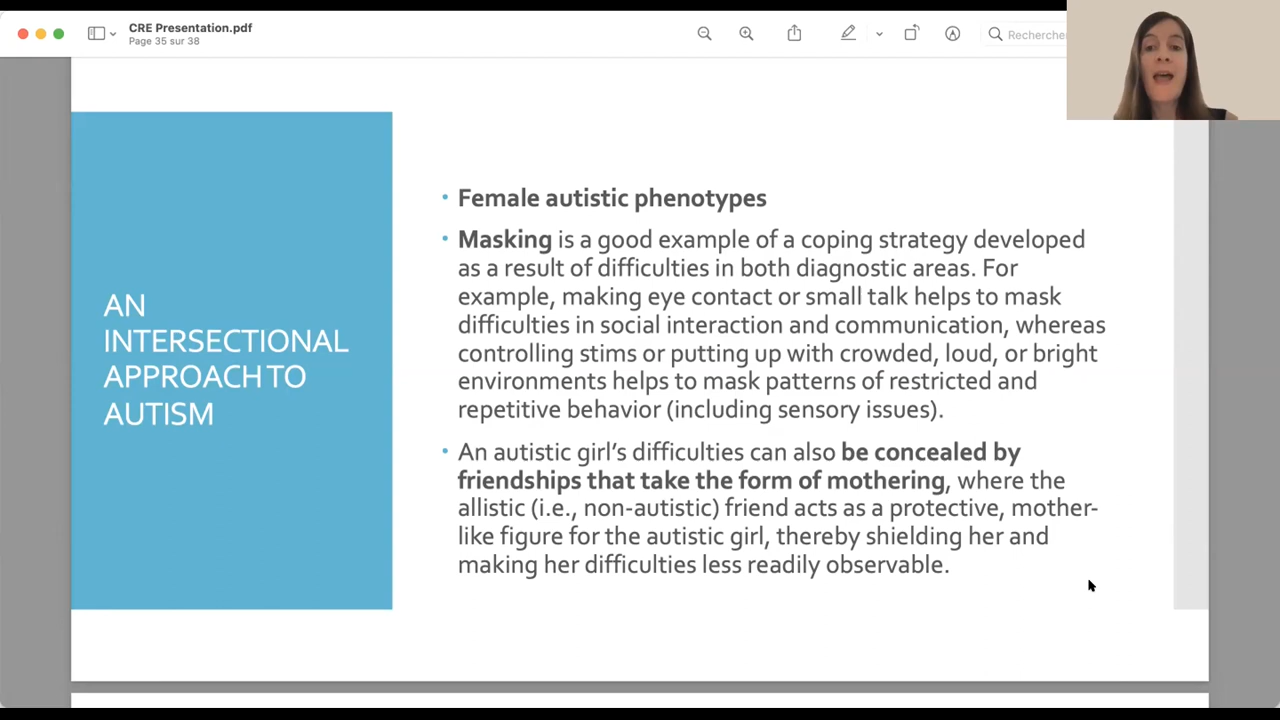 CRE Presentation.pdf
Page 35 sur 38
Rechercher
AN
INTERSECTIONAL
APPROACH TO
AUTISM
• Female autistic phenotypes
• Masking is a good example of a coping strategy developed
as a result of difficulties in both diagnostic areas. For
example, making eye contact or small talk helps to mask
difficulties in social interaction and communication, whereas
controlling stims or putting up with crowded, loud, or bright
environments helps to mask patterns of restricted and
repetitive behavior (including sensory issues).
• An autistic girl’s difficulties can also be concealed by
friendships that take the form of mothering, where the
allistic (i.e., non-autistic) friend acts as a protective, mother-
like figure for the autistic girl, thereby shielding her and
making her difficulties less readily observable.